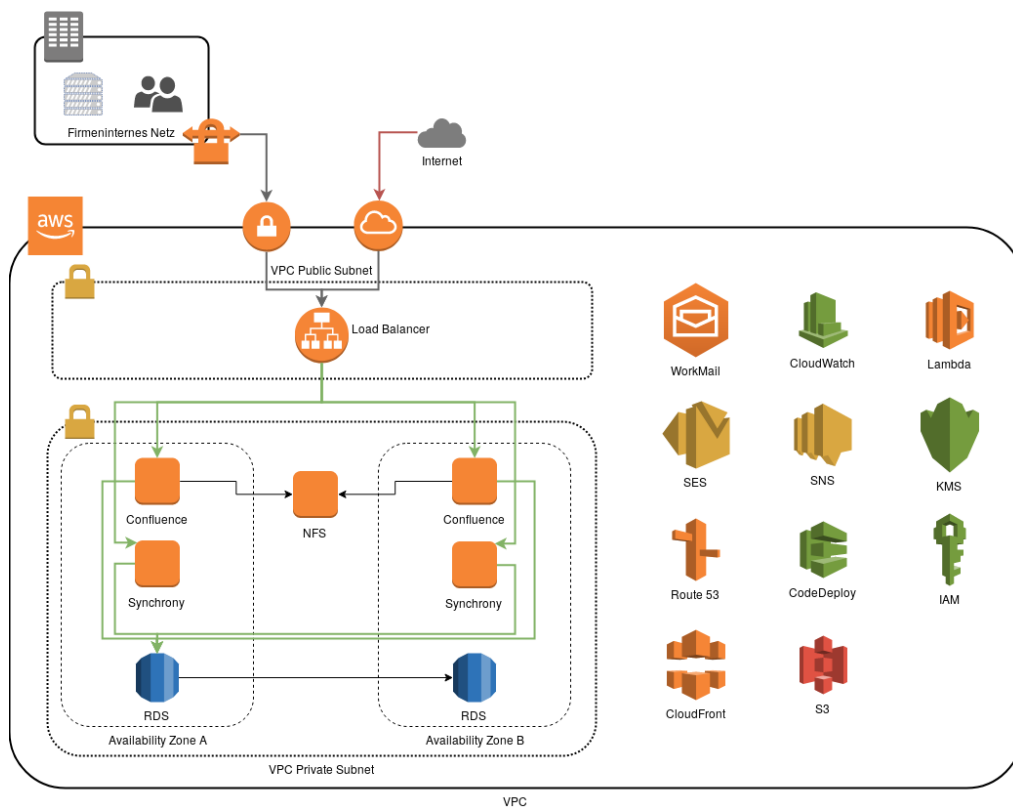 Firmeninternes Netz
Internet
aws
VPC Public Subnet
Load Balancer
WorkMail
CloudWatch
Lambda
SES
SNS
KMS
Confluence
NFS
Confluence
Route 53
CodeDeploy
IAM
Synchrony
Synchrony
CloudFront
S3
RDS
RDS
Availability Zone A
Availability Zone B
VPC Private Subnet
VPC